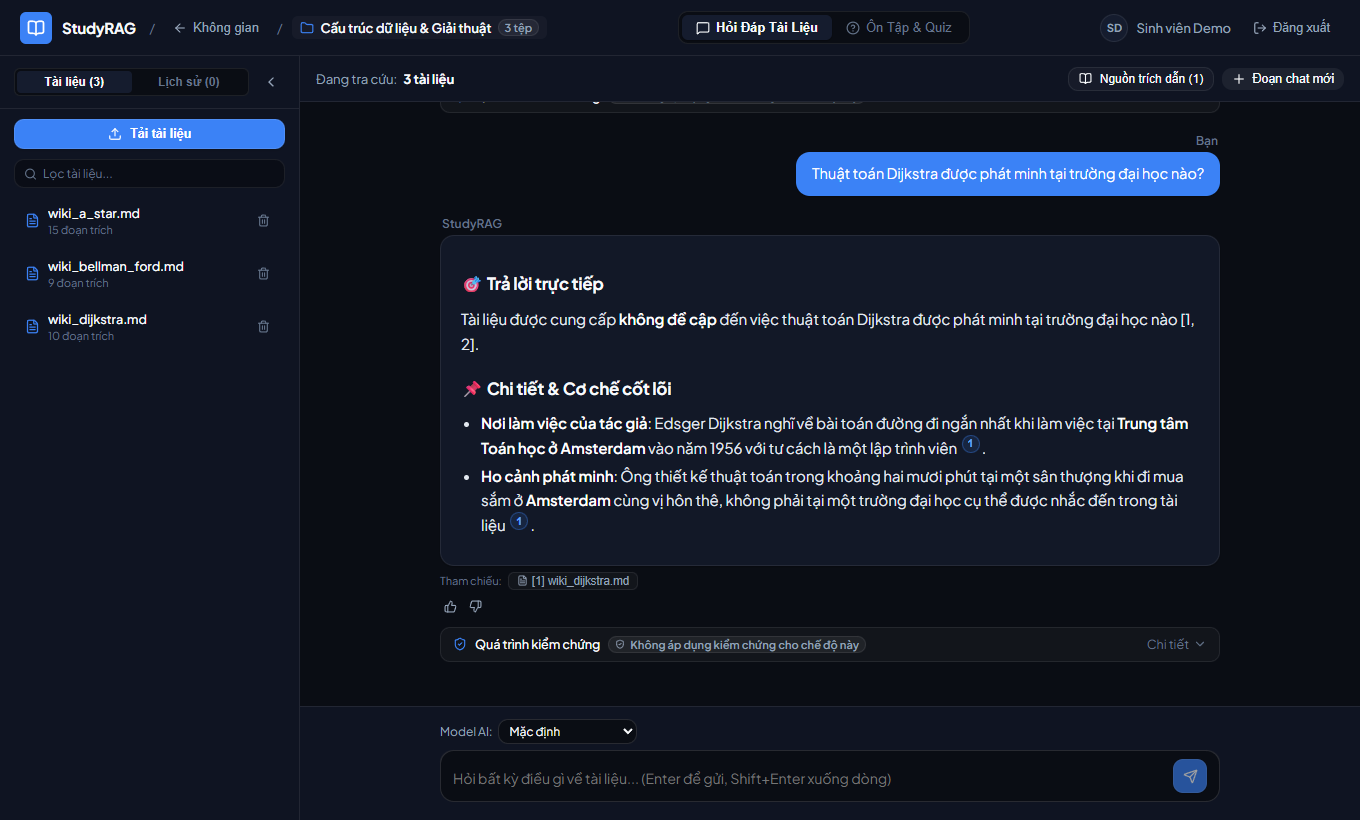 StudyRAG / ← Không gian / Cấu trúc dữ liệu & Giải thuật 3 tệp
Hỏi Đáp Tài Liệu Ôn Tập & Quiz
SD Sinh viên Demo Đăng xuất
Tài liệu (3) Lịch sử (0)
Tải tài liệu
Lọc tài liệu...
wiki_a_star.md
15 đoạn trích
wiki_bellman_ford.md
9 đoạn trích
wiki_dijkstra.md
10 đoạn trích
Đang tra cứu: 3 tài liệu
Nguồn trích dẫn (1) + Đoạn chat mới
Bạn
Thuật toán Dijkstra được phát minh tại trường đại học nào?
StudyRAG
🎯 Trả lời trực tiếp
Tài liệu được cung cấp không đề cập đến việc thuật toán Dijkstra được phát minh tại trường đại học nào [1,
2].
📌 Chi tiết & Cơ chế cốt lõi
• Nơi làm việc của tác giả: Edsger Dijkstra nghĩ về bài toán đường đi ngắn nhất khi làm việc tại Trung tâm
Toán học ở Amsterdam vào năm 1956 với tư cách là một lập trình viên 1 .
• Ho cảnh phát minh: Ông thiết kế thuật toán trong khoảng hai mươi phút tại một sân thượng khi đi mua
sắm ở Amsterdam cùng vị hôn thê, không phải tại một trường đại học cụ thể được nhắc đến trong tài
liệu 1 .
Tham chiếu: [1] wiki_dijkstra.md
Quá trình kiểm chứng Không áp dụng kiểm chứng cho chế độ này Chi tiết
Model AI: Mặc định
Hỏi bất kỳ điều gì về tài liệu... (Enter để gửi, Shift+Enter xuống dòng)